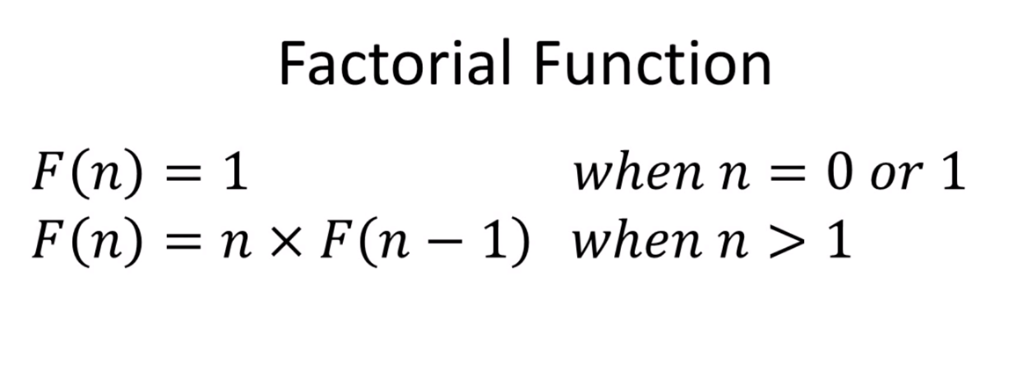 Factorial Function
F(n) = 1 when n = 0 or 1
F(n) = n × F(n − 1) when n > 1